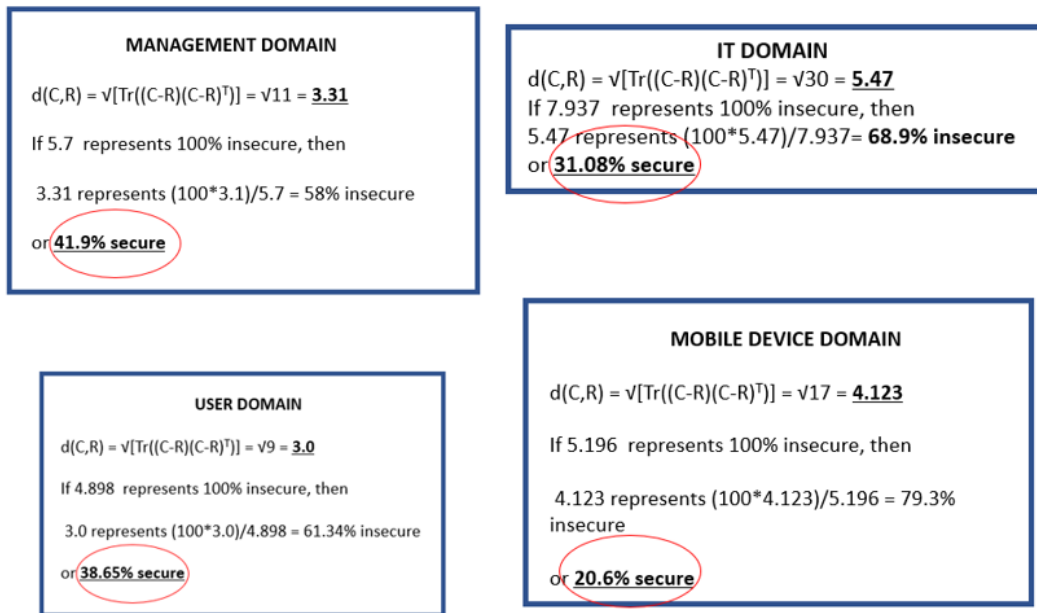 MANAGEMENT DOMAIN
d(C,R) = √[Tr((C-R)(C-R)ᵀ)] = √11 = 3.31
If 5.7 represents 100% insecure, then
3.31 represents (100*3.1)/5.7 = 58% insecure
or 41.9% secure
IT DOMAIN
d(C,R) = √[Tr((C-R)(C-R)ᵀ)] = √30 = 5.47
If 7.937 represents 100% insecure, then
5.47 represents (100*5.47)/7.937= 68.9% insecure
or 31.08% secure
USER DOMAIN
d(C,R) = √[Tr((C-R)(C-R)ᵀ)] = √9 = 3.0
If 4.898 represents 100% insecure, then
3.0 represents (100*3.0)/4.898 = 61.34% insecure
or 38.65% secure
MOBILE DEVICE DOMAIN
d(C,R) = √[Tr((C-R)(C-R)ᵀ)] = √17 = 4.123
If 5.196 represents 100% insecure, then
4.123 represents (100*4.123)/5.196 = 79.3%
insecure
or 20.6% secure